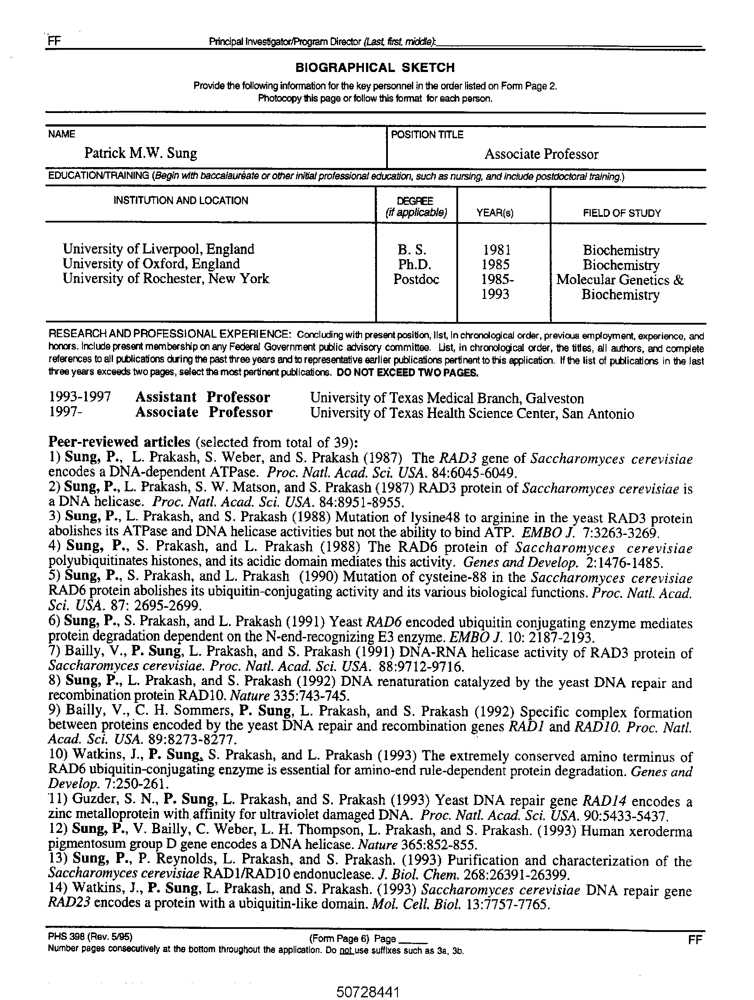 FF
Principal Investigator/Program Director (Last, first, middle):
BIOGRAPHICAL SKETCH
Provide the following information for the key personnel in the order listed on Form Page 2.
Photocopy this page or follow this format for each person.
NAME
POSITION TITLE
Patrick M.W. Sung
Associate Professor
EDUCATION/TRAINING (Begin with baccalaureate or other initial professional education, such as nursing, and include postdoctoral training.)
INSTITUTION AND LOCATION
DEGREE
(if applicable)
YEAR(s)
FIELD OF STUDY
University of Liverpool, England B. S. 1981 Biochemistry
University of Oxford, England Ph.D. 1985 Biochemistry
University of Rochester, New York Postdoc 1985- Molecular Genetics &
1993 Biochemistry
RESEARCH AND PROFESSIONAL EXPERIENCE: Concluding with present position, list, in chronological order, previous employment, experience, and
honors. Include present membership on any Federal Government public advisory committee. List, in chronological order, the titles, all authors, and complete
references to all publications during the past three years and to representative earlier publications pertinent to this application. If the list of publications in the last
three years exceeds two pages, select the most pertinent publications. DO NOT EXCEED TWO PAGES.
1993-1997 Assistant Professor University of Texas Medical Branch, Galveston
1997- Associate Professor University of Texas Health Science Center, San Antonio
Peer-reviewed articles (selected from total of 39):
1) Sung, P., L. Prakash, S. Weber, and S. Prakash (1987) The RAD3 gene of Saccharomyces cerevisiae
encodes a DNA-dependent ATPase. Proc. Natl. Acad. Sci. USA. 84:6045-6049.
2) Sung, P., L. Prakash, S. W. Matson, and S. Prakash (1987) RAD3 protein of Saccharomyces cerevisiae is
a DNA helicase. Proc. Natl. Acad. Sci. USA. 84:8951-8955.
3) Sung, P., L. Prakash, and S. Prakash (1988) Mutation of lysine48 to arginine in the yeast RAD3 protein
abolishes its ATPase and DNA helicase activities but not the ability to bind ATP. EMBO J. 7:3263-3269.
4) Sung, P., S. Prakash, and L. Prakash (1988) The RAD6 protein of Saccharomyces cerevisiae
polyubiquitinates histones, and its acidic domain mediates this activity. Genes and Develop. 2:1476-1485.
5) Sung, P., S. Prakash, and L. Prakash (1990) Mutation of cysteine-88 in the Saccharomyces cerevisiae
RAD6 protein abolishes its ubiquitin-conjugating activity and its various biological functions. Proc. Natl. Acad.
Sci. USA. 87: 2695-2699.
6) Sung, P., S. Prakash, and L. Prakash (1991) Yeast RAD6 encoded ubiquitin conjugating enzyme mediates
protein degradation dependent on the N-end-recognizing E3 enzyme. EMBO J. 10: 2187-2193.
7) Bailly, V., P. Sung, L. Prakash, and S. Prakash (1991) DNA-RNA helicase activity of RAD3 protein of
Saccharomyces cerevisiae. Proc. Natl. Acad. Sci. USA. 88:9712-9716.
8) Sung, P., L. Prakash, and S. Prakash (1992) DNA renaturation catalyzed by the yeast DNA repair and
recombination protein RAD10. Nature 335:743-745.
9) Bailly, V., C. H. Sommers, P. Sung, L. Prakash, and S. Prakash (1992) Specific complex formation
between proteins encoded by the yeast DNA repair and recombination genes RAD1 and RAD10. Proc. Natl.
Acad. Sci. USA. 89:8273-8277.
10) Watkins, J., P. Sung, S. Prakash, and L. Prakash (1993) The extremely conserved amino terminus of
RAD6 ubiquitin-conjugating enzyme is essential for amino-end rule-dependent protein degradation. Genes and
Develop. 7:250-261.
11) Guzder, S. N., P. Sung, L. Prakash, and S. Prakash (1993) Yeast DNA repair gene RAD14 encodes a
zinc metalloprotein with affinity for ultraviolet damaged DNA. Proc. Natl. Acad. Sci. USA. 90:5433-5437.
12) Sung, P., V. Bailly, C. Weber, L. H. Thompson, L. Prakash, and S. Prakash. (1993) Human xeroderma
pigmentosum group D gene encodes a DNA helicase. Nature 365:852-855.
13) Sung, P., P. Reynolds, L. Prakash, and S. Prakash. (1993) Purification and characterization of the
Saccharomyces cerevisiae RAD1/RAD10 endonuclease. J. Biol. Chem. 268:26391-26399.
14) Watkins, J., P. Sung, L. Prakash, and S. Prakash. (1993) Saccharomyces cerevisiae DNA repair gene
RAD23 encodes a protein with a ubiquitin-like domain. Mol. Cell. Biol. 13:7757-7765.
PHS 398 (Rev. 5/95) (Form Page 6) Page FF
Number pages consecutively at the bottom throughout the application. Do not use suffixes such as 3a, 3b.
50728441